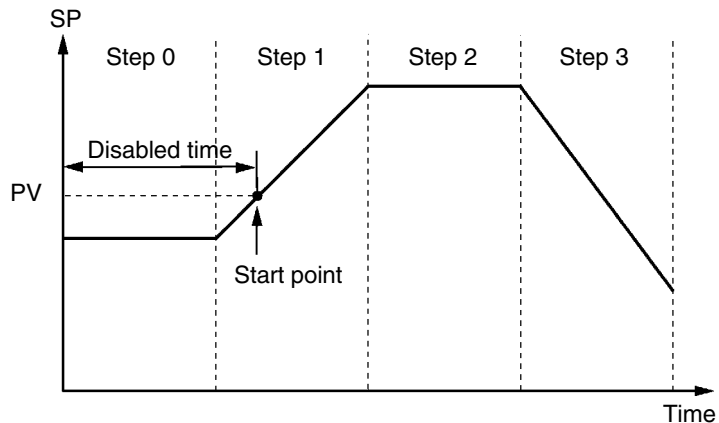 SP
Step 0
Step 1
Step 2
Step 3
Disabled time
PV
Start point
Time